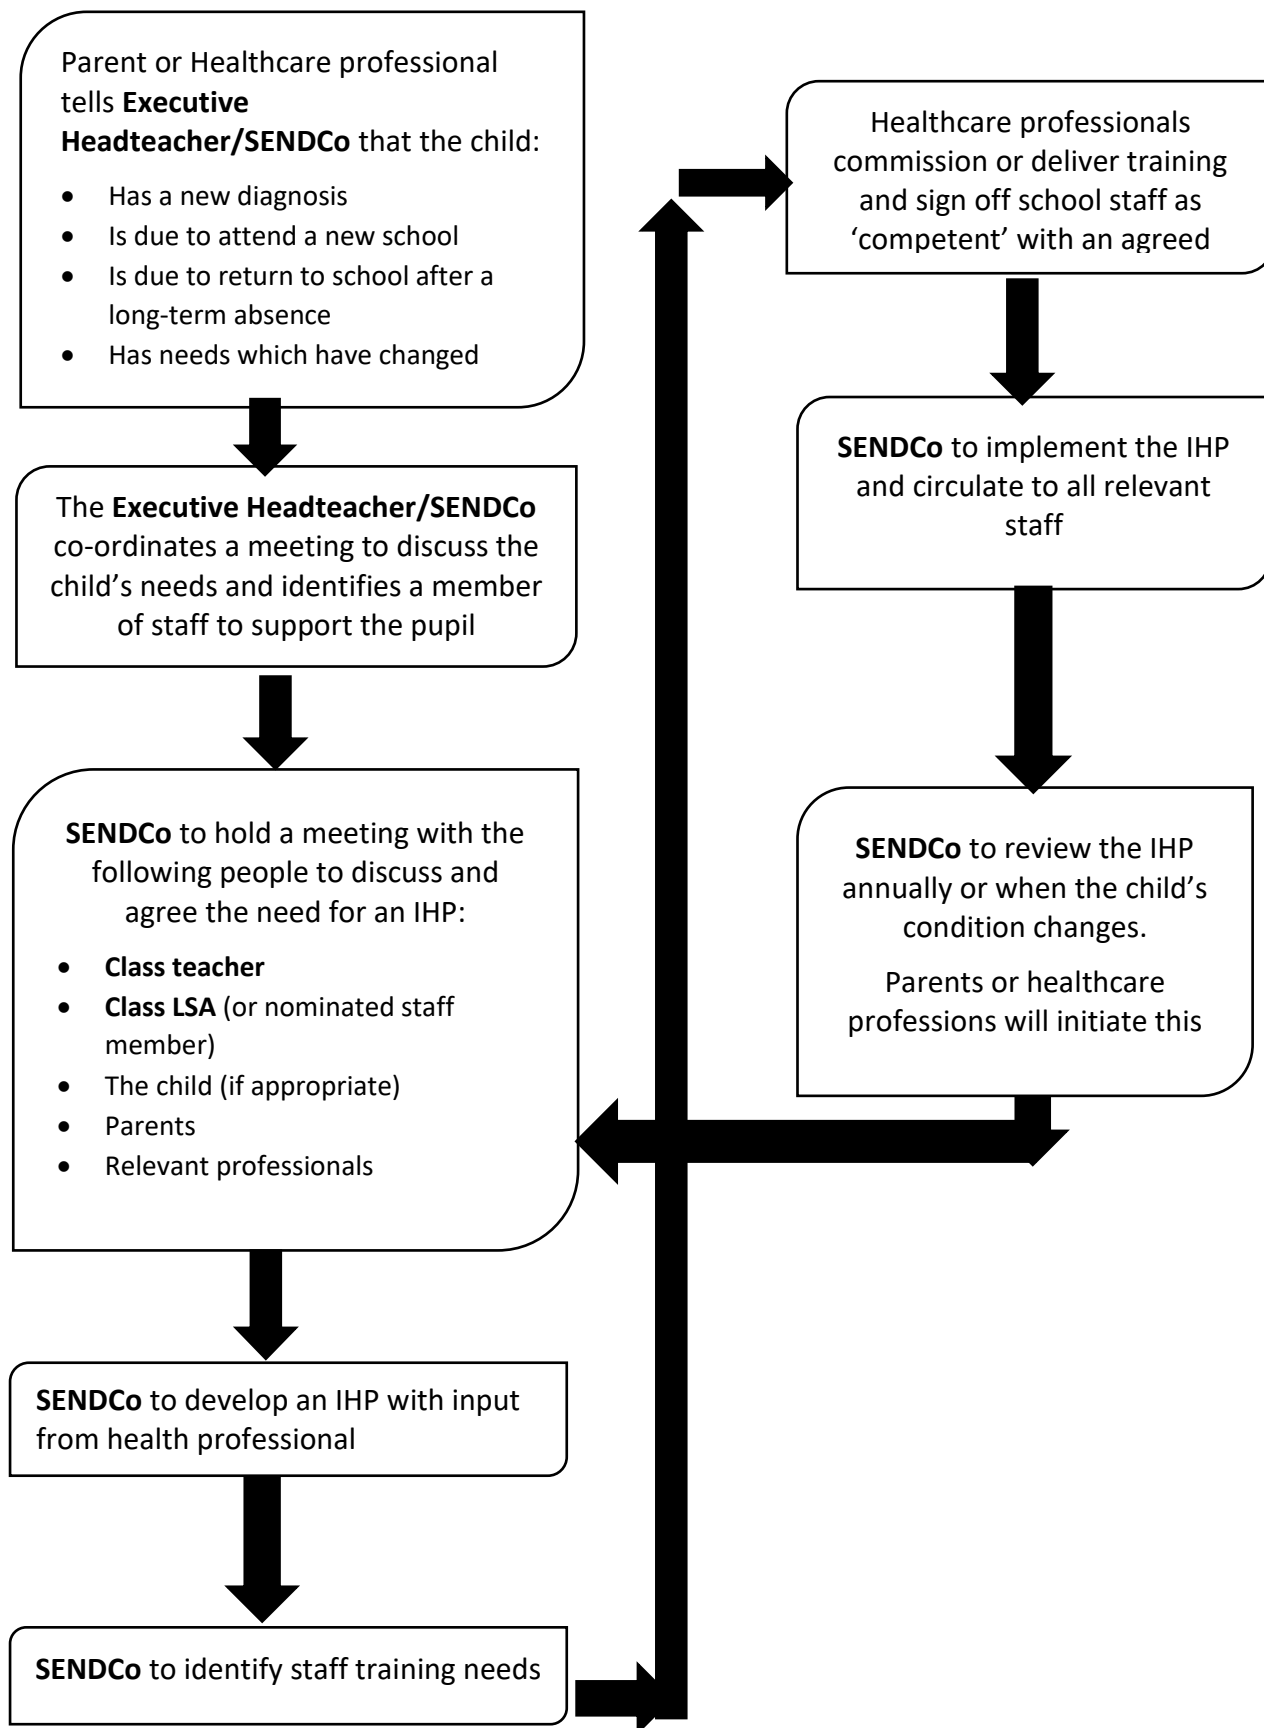 Parent or Healthcare professional
tells Executive
Headteacher/SENDCo that the child:
• Has a new diagnosis
• Is due to attend a new school
• Is due to return to school after a
long-term absence
• Has needs which have changed
The Executive Headteacher/SENDCo
co-ordinates a meeting to discuss the
child’s needs and identifies a member
of staff to support the pupil
SENDCo to hold a meeting with the
following people to discuss and
agree the need for an IHP:
• Class teacher
• Class LSA (or nominated staff
member)
• The child (if appropriate)
• Parents
• Relevant professionals
SENDCo to develop an IHP with input
from health professional
SENDCo to identify staff training needs
Healthcare professionals
commission or deliver training
and sign off school staff as
‘competent’ with an agreed
SENDCo to implement the IHP
and circulate to all relevant
staff
SENDCo to review the IHP
annually or when the child’s
condition changes.
Parents or healthcare
professions will initiate this